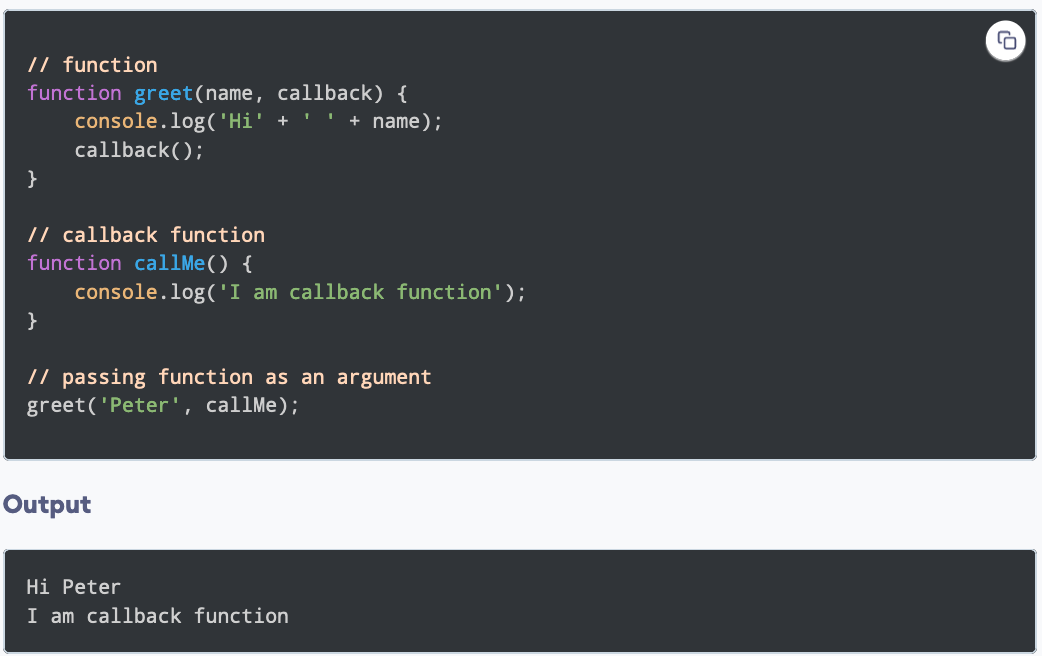 // function
function greet(name, callback) {
    console.log('Hi' + ' ' + name);
    callback();
}
// callback function
function callMe() {
    console.log('I am callback function');
}
// passing function as an argument
greet('Peter', callMe);
Output
Hi Peter
I am callback function